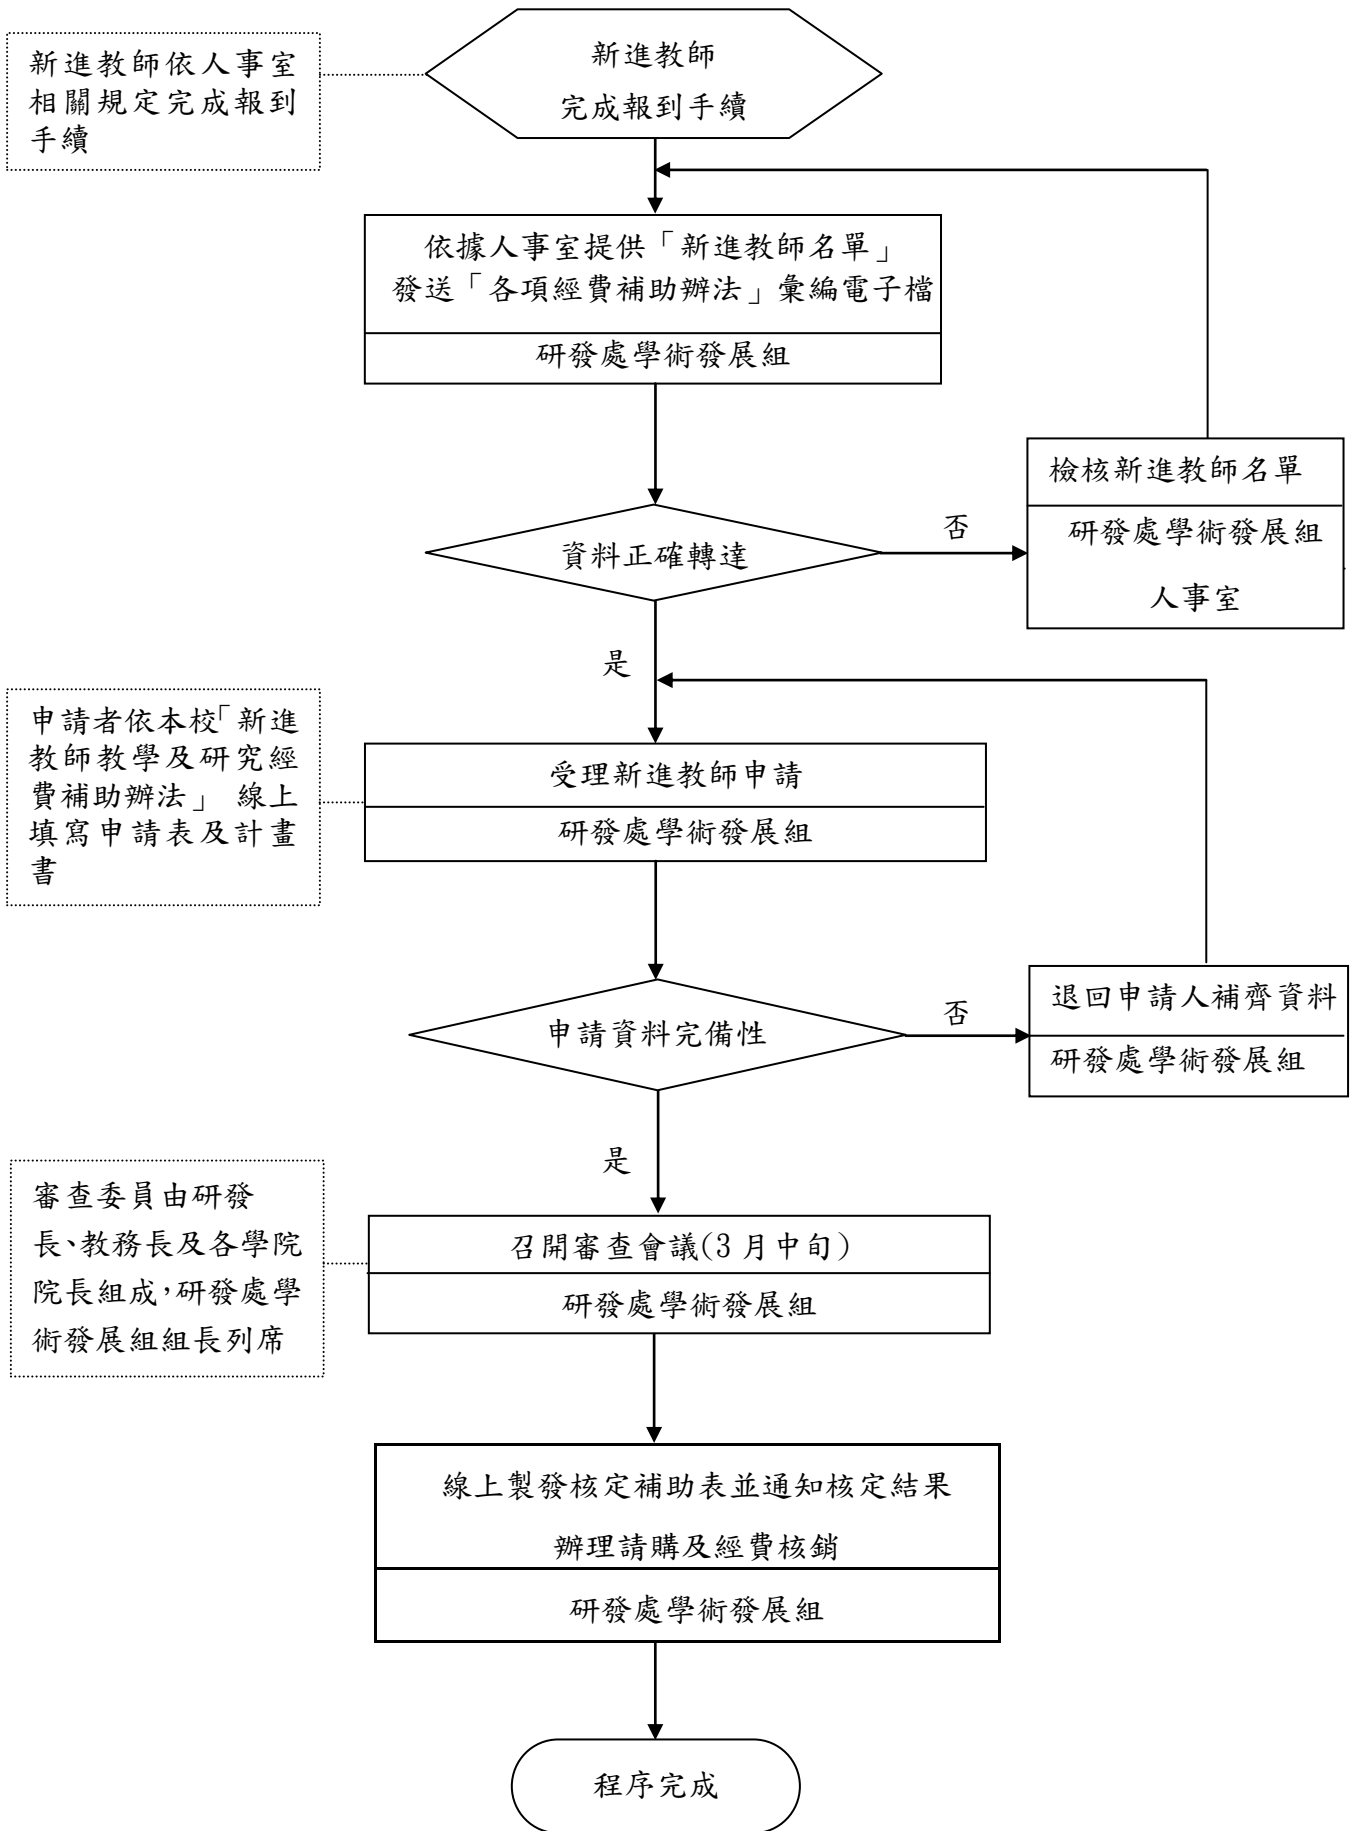 新進教師
完成報到手續
新進教師依人事室
相關規定完成報到
手續
依據人事室提供「新進教師名單」
發送「各項經費補助辦法」彙編電子檔
研發處學術發展組
檢核新進教師名單
研發處學術發展組
人事室
否
資料正確轉達
是
申請者依本校「新進
教師教學及研究經
費補助辦法」 線上
填寫申請表及計畫
書
受理新進教師申請
研發處學術發展組
退回申請人補齊資料
研發處學術發展組
否
申請資料完備性
是
審查委員由研發
長、教務長及各學院
院長組成,研發處學
術發展組組長列席
召開審查會議(3 月中旬)
研發處學術發展組
線上製發核定補助表並通知核定結果
辦理請購及經費核銷
研發處學術發展組
程序完成